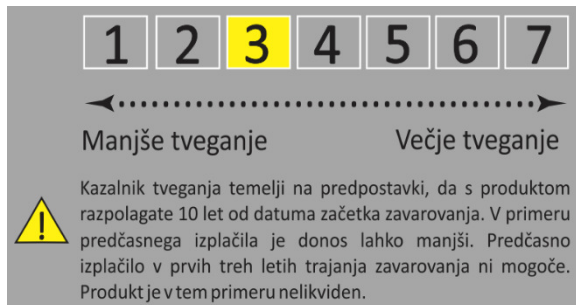 1 2 3 4 5 6 7
Manjše tveganje Večje tveganje
Kazalnik tveganja temelji na predpostavki, da s produktom
razpolagate 10 let od datuma začetka zavarovanja. V primeru
predčasnega izplačila je donos lahko manjši. Predčasno
izplačilo v prvih treh letih trajanja zavarovanja ni mogoče.
Produkt je v tem primeru nelikviden.